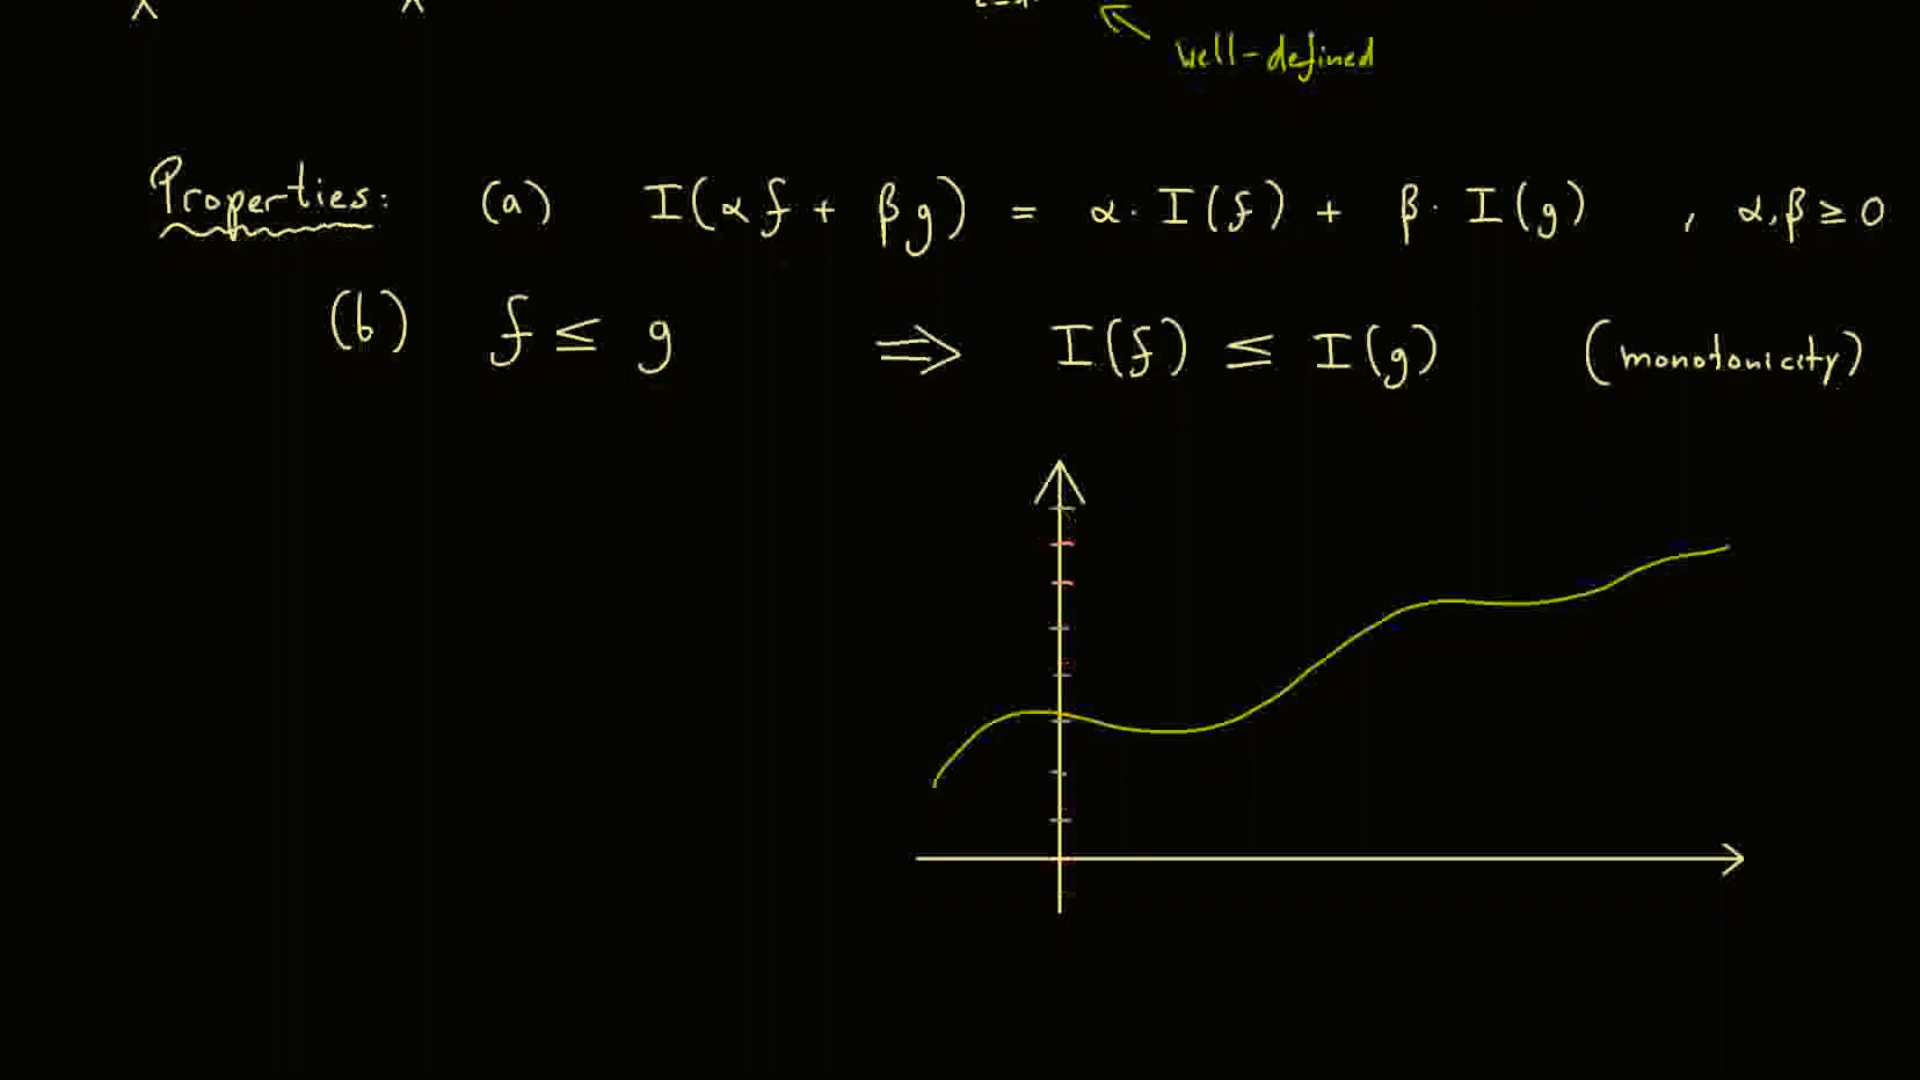 well-defined
Properties: (a) I(αf + βg) = α · I(f) + β · I(g) , α, β ≥ 0
(b) f ≤ g ⇒ I(f) ≤ I(g) (monotonicity)